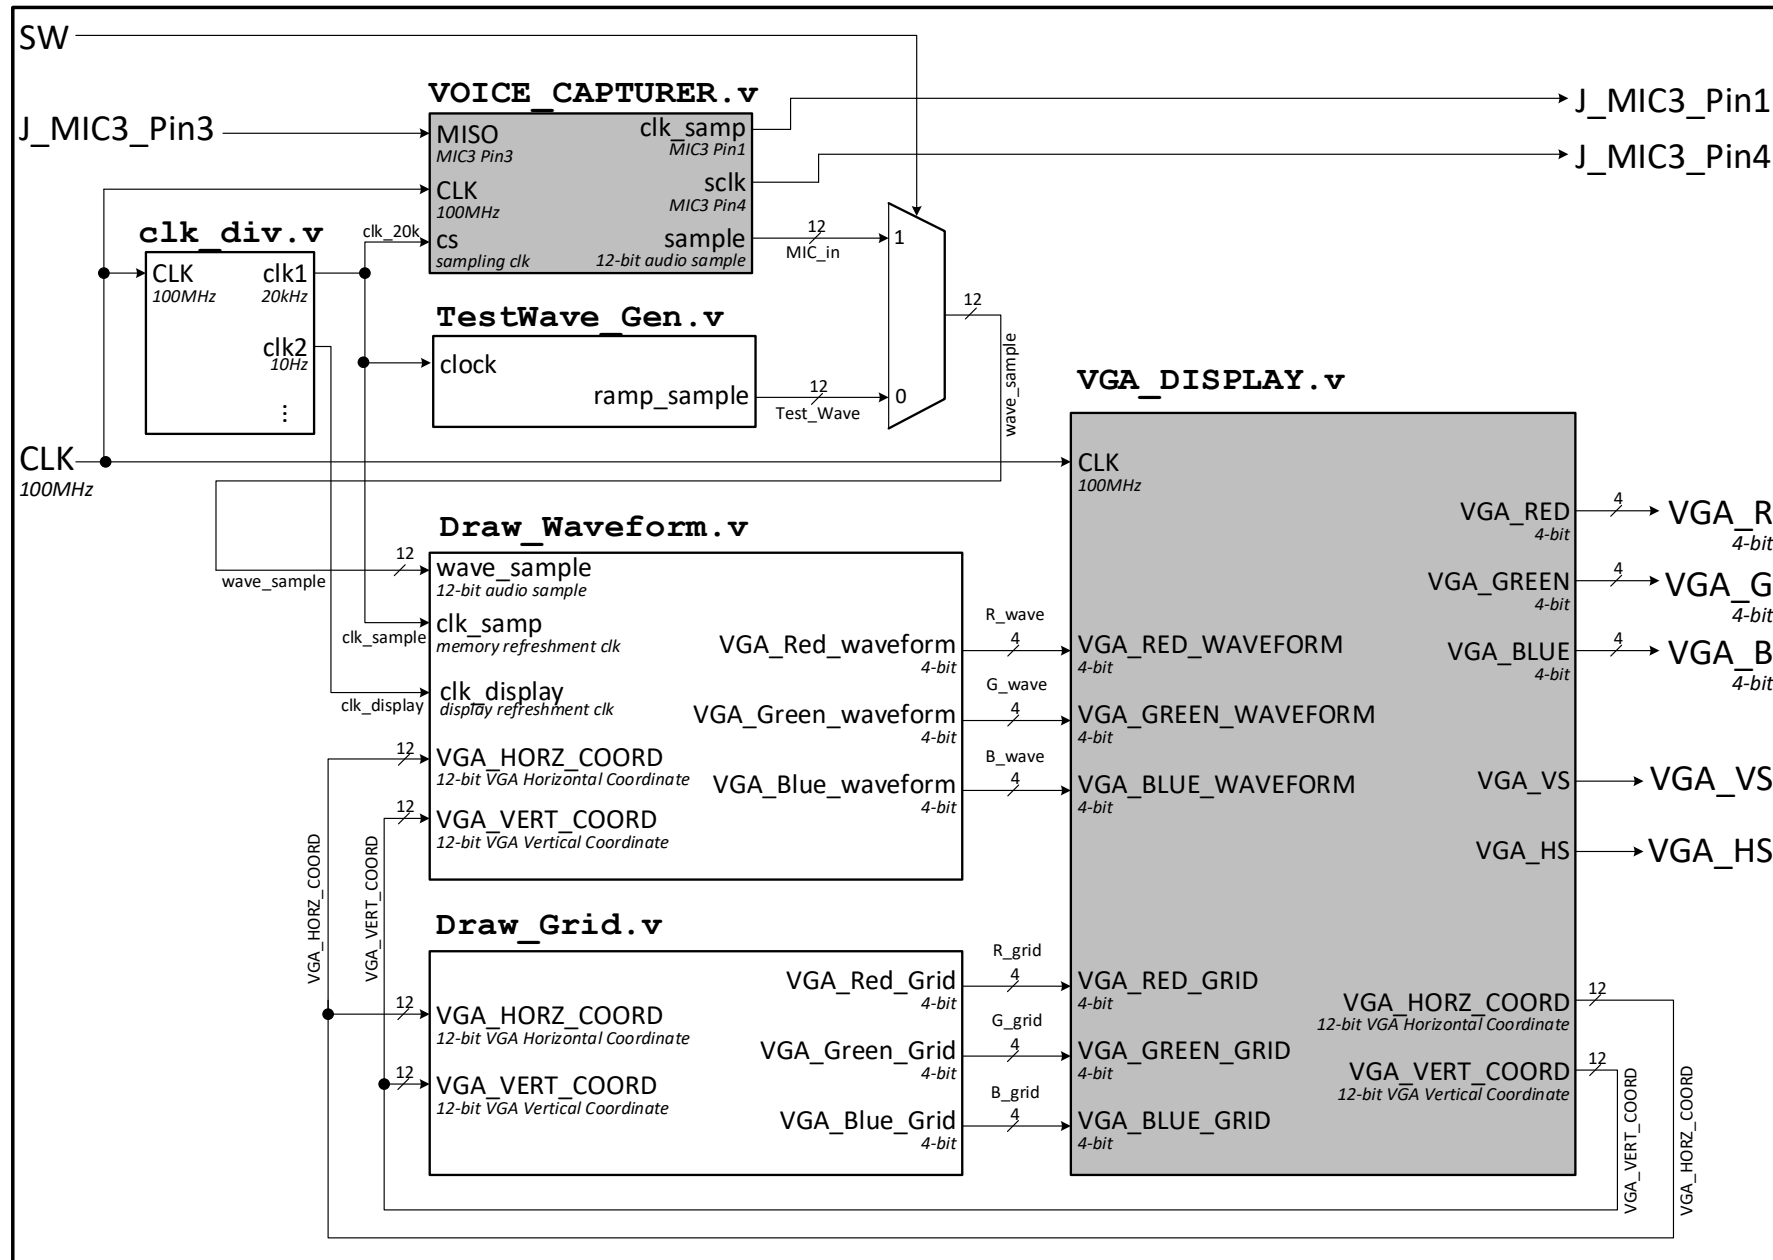 SW
J_MIC3_Pin3
VOICE_CAPTURER.v
MISO
MIC3 Pin3
CLK
100MHz
cs
sampling clk
clk_samp
MIC3 Pin1
sclk
MIC3 Pin4
sample
12-bit audio sample
J_MIC3_Pin1
J_MIC3_Pin4
clk_div.v
CLK
100MHz
clk1
20kHz
clk2
10Hz
⋮
clk_20k
12
MIC_in
1
0
12
wave_sample
TestWave_Gen.v
clock
ramp_sample
12
Test_Wave
CLK
100MHz
Draw_Waveform.v
12
wave_sample
wave_sample
12-bit audio sample
clk_sample
clk_samp
memory refreshment clk
clk_display
clk_display
display refreshment clk
12
VGA_HORZ_COORD
12-bit VGA Horizontal Coordinate
12
VGA_VERT_COORD
12-bit VGA Vertical Coordinate
VGA_Red_waveform
4-bit
VGA_Green_waveform
4-bit
VGA_Blue_waveform
4-bit
R_wave
4
G_wave
4
B_wave
4
VGA_HORZ_COORD
VGA_VERT_COORD
Draw_Grid.v
12
VGA_HORZ_COORD
12-bit VGA Horizontal Coordinate
12
VGA_VERT_COORD
12-bit VGA Vertical Coordinate
VGA_Red_Grid
4-bit
VGA_Green_Grid
4-bit
VGA_Blue_Grid
4-bit
R_grid
4
G_grid
4
B_grid
4
VGA_DISPLAY.v
CLK
100MHz
VGA_RED_WAVEFORM
4-bit
VGA_GREEN_WAVEFORM
4-bit
VGA_BLUE_WAVEFORM
4-bit
VGA_RED_GRID
4-bit
VGA_GREEN_GRID
4-bit
VGA_BLUE_GRID
4-bit
VGA_RED
4-bit
VGA_GREEN
4-bit
VGA_BLUE
4-bit
VGA_VS
VGA_HS
VGA_HORZ_COORD
12-bit VGA Horizontal Coordinate
VGA_VERT_COORD
12-bit VGA Vertical Coordinate
4
VGA_R
4-bit
4
VGA_G
4-bit
4
VGA_B
4-bit
VGA_VS
VGA_HS
12
12
VGA_VERT_COORD
VGA_HORZ_COORD